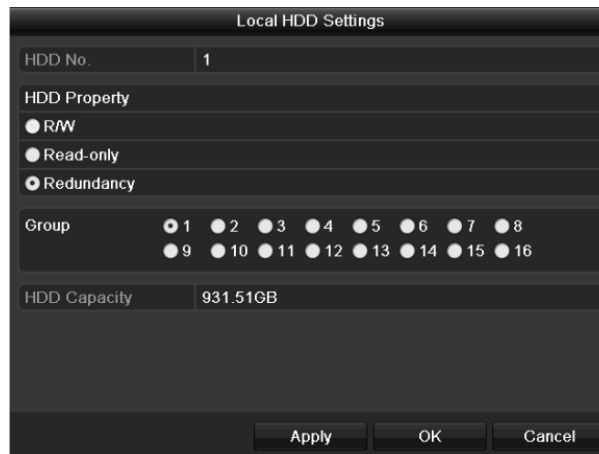 Local HDD Settings
HDD No. 1
HDD Property
R/W
Read-only
Redundancy
Group 1 2 3 4 5 6 7 8
9 10 11 12 13 14 15 16
HDD Capacity 931.51GB
Apply OK Cancel